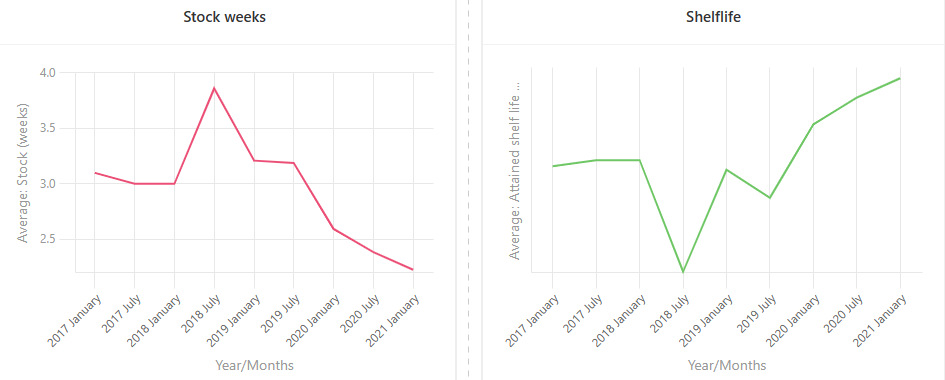 Stock weeks
Average: Stock (weeks)
4.0
3.5
3.0
2.5
2017 January
2017 July
2018 January
2018 July
2019 January
2019 July
2020 January
2020 July
2021 January
Year/Months
Shelflife
Average: Attained shelf life ...
2017 January
2017 July
2018 January
2018 July
2019 January
2019 July
2020 January
2020 July
2021 January
Year/Months